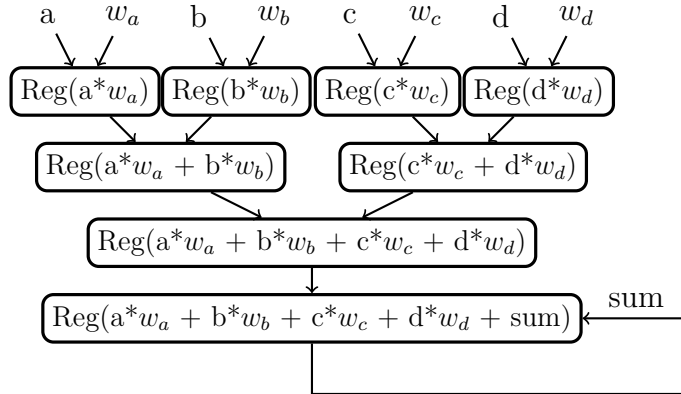 a w_a b w_b c w_c d w_d
Reg(a*w_a) Reg(b*w_b) Reg(c*w_c) Reg(d*w_d)
Reg(a*w_a + b*w_b) Reg(c*w_c + d*w_d)
Reg(a*w_a + b*w_b + c*w_c + d*w_d)
sum
Reg(a*w_a + b*w_b + c*w_c + d*w_d + sum)